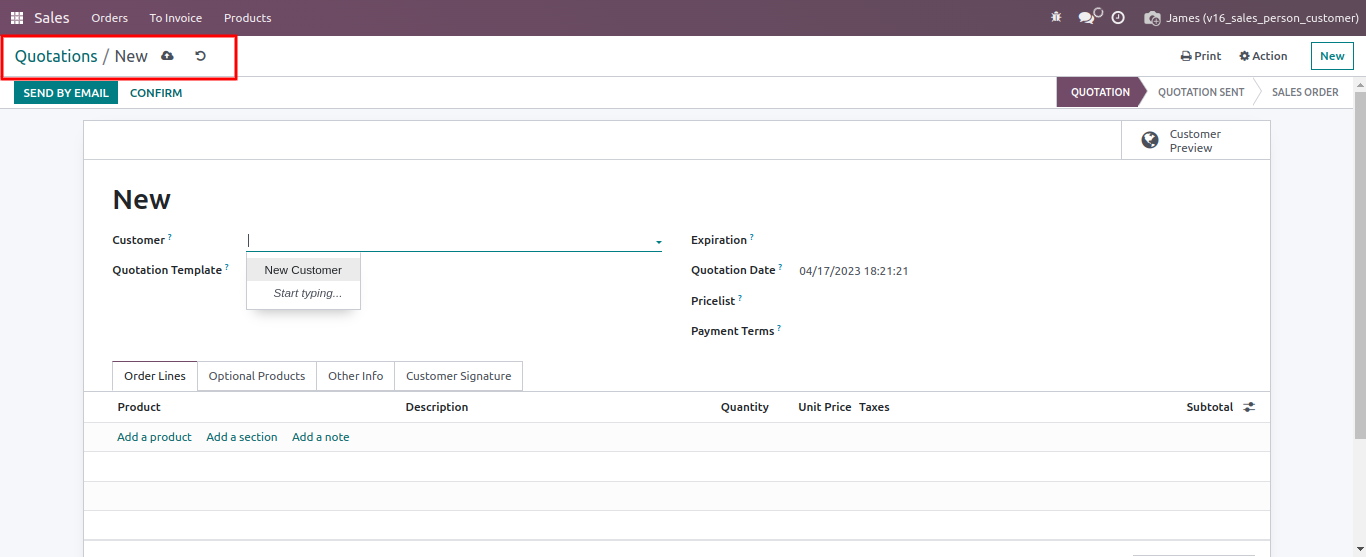 Sales Orders To Invoice Products James (v16_sales_person_customer)
Quotations / New Print Action New
SEND BY EMAIL CONFIRM QUOTATION QUOTATION SENT SALES ORDER
Customer
Preview
New
Customer ? Expiration ?
Quotation Template ? New Customer Quotation Date ? 04/17/2023 18:21:21
Start typing... Pricelist ?
Payment Terms ?
Order Lines Optional Products Other Info Customer Signature
Product Description Quantity Unit Price Taxes Subtotal
Add a product Add a section Add a note